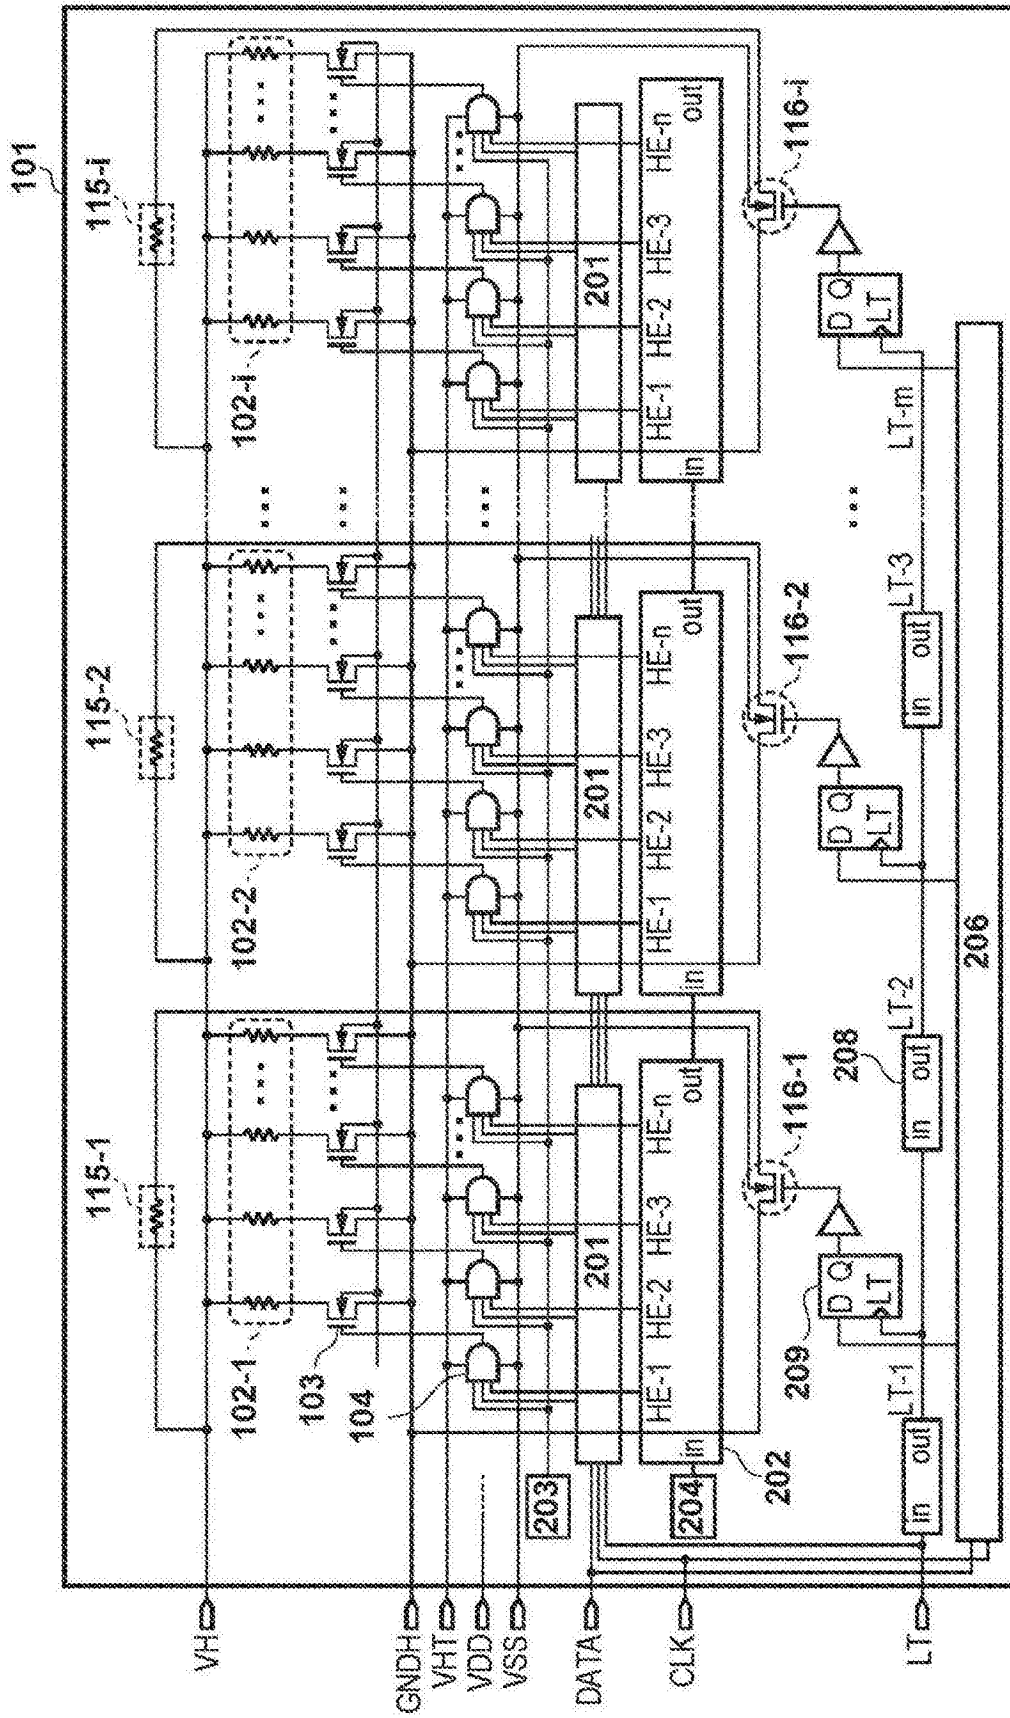 101
115-1
115-2
115-i
VH
102-1
102-2
102-i
103
GNDH
104
VHT
VDD
VSS
203
DATA
201
201
201
HE-1 HE-2 HE-3 HE-n
HE-1 HE-2 HE-3 HE-n
HE-1 HE-2 HE-3 HE-n
CLK
204
in out
in out
in out
202
116-1
116-2
116-i
209
D Q
LT
D Q
LT
D Q
LT
208
LT-1
LT-2
LT-3
LT-m
LT
in out
in out
in out
206